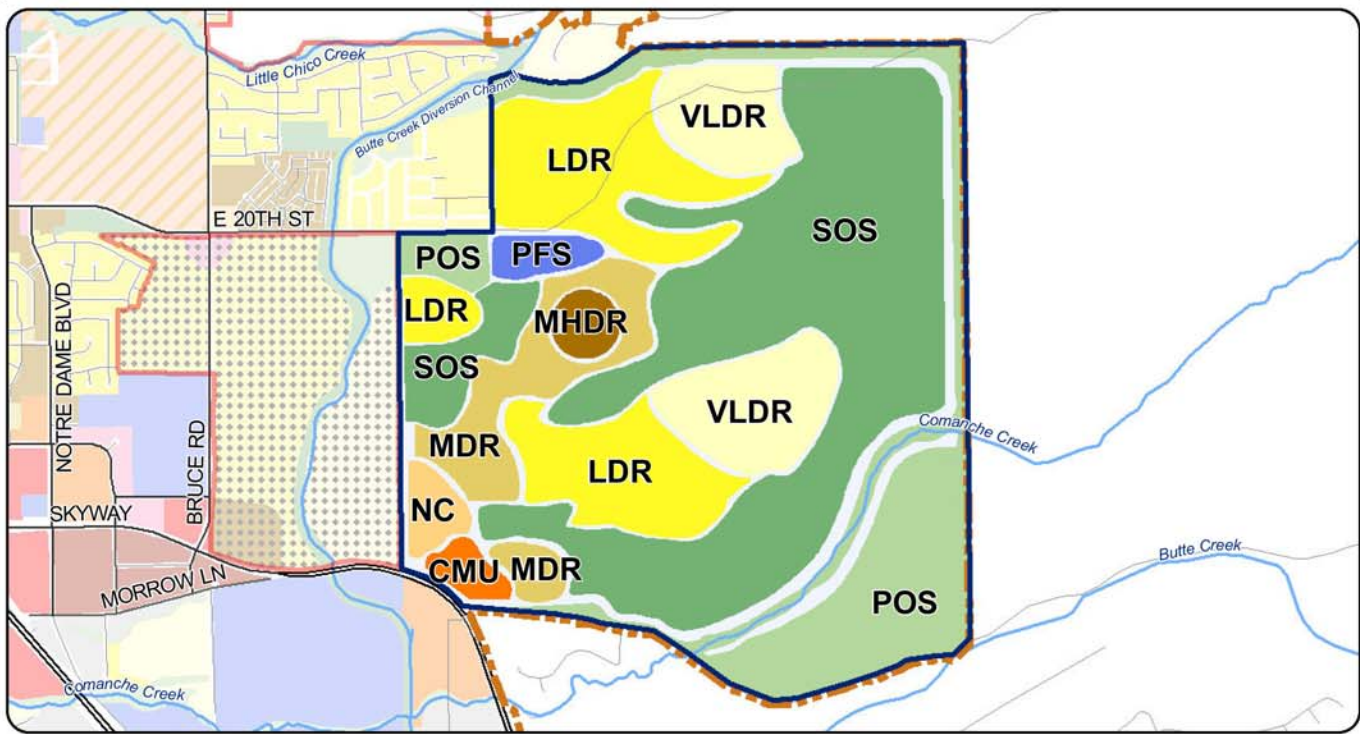 Little Chico Creek
Butte Creek Diversion Channel
VLDR
LDR
E 20TH ST
SOS
POS
PFS
LDR
MHDR
NOTRE DAME BLVD
SOS
VLDR
BRUCE RD
Comanche Creek
MDR
LDR
NC
SKYWAY
Butte Creek
CMU
MDR
MORROW LN
POS
Comanche Creek